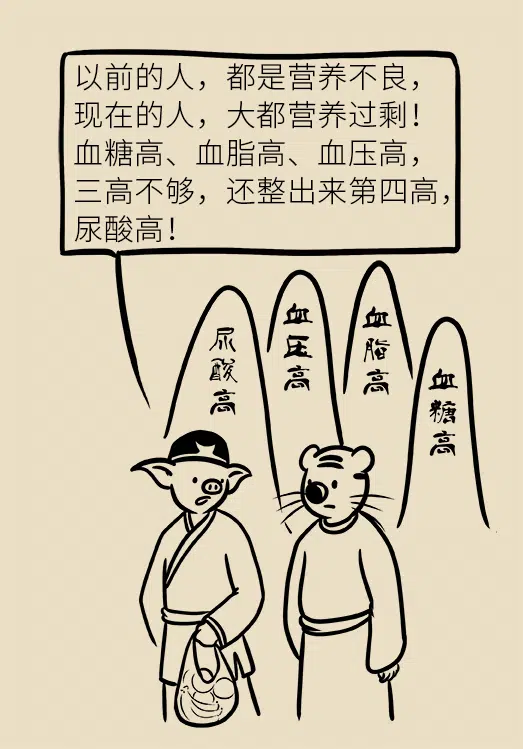 以前的人，都是营养不良，
现在的人，大都营养过剩！
血糖高、血脂高、血压高，
三高不够，还整出来第四高，
尿酸高！
尿酸高
血压高
血脂高
血糖高